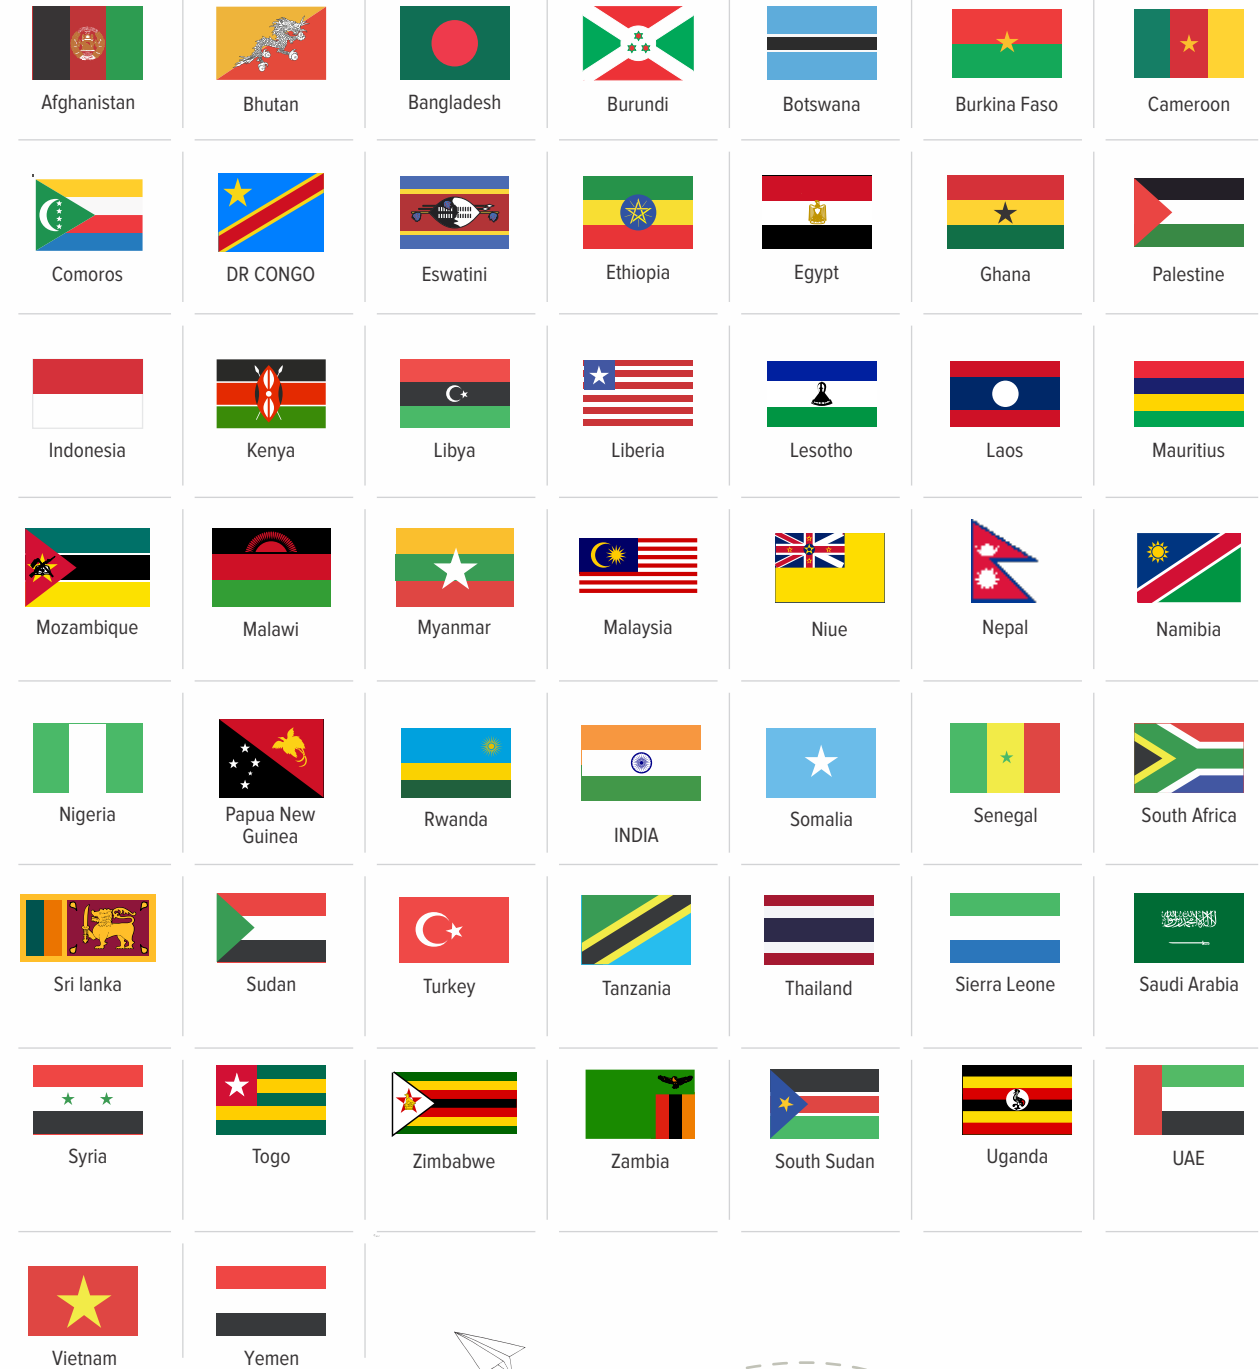 Afghanistan
Bhutan
Bangladesh
Burundi
Botswana
Burkina Faso
Cameroon
Comoros
DR CONGO
Eswatini
Ethiopia
Egypt
Ghana
Palestine
Indonesia
Kenya
Libya
Liberia
Lesotho
Laos
Mauritius
Mozambique
Malawi
Myanmar
Malaysia
Niue
Nepal
Namibia
Nigeria
Papua New
Guinea
Rwanda
INDIA
Somalia
Senegal
South Africa
Sri lanka
Sudan
Turkey
Tanzania
Thailand
Sierra Leone
Saudi Arabia
Syria
Togo
Zimbabwe
Zambia
South Sudan
Uganda
UAE
Vietnam
Yemen